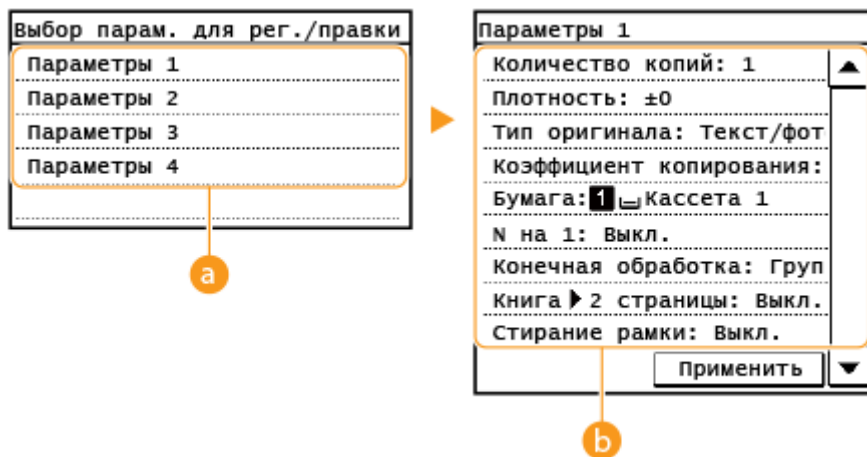 Выбор парам. для рег./правки
Параметры 1
Параметры 2
Параметры 3
Параметры 4
a
Параметры 1
Количество копий: 1
Плотность: ±0
Тип оригинала: Текст/фот
Коэффициент копирования:
Бумага: 1 Кассета 1
N на 1: Выкл.
Конечная обработка: Груп
Книга ▶ 2 страницы: Выкл.
Стирание рамки: Выкл.
Применить
b